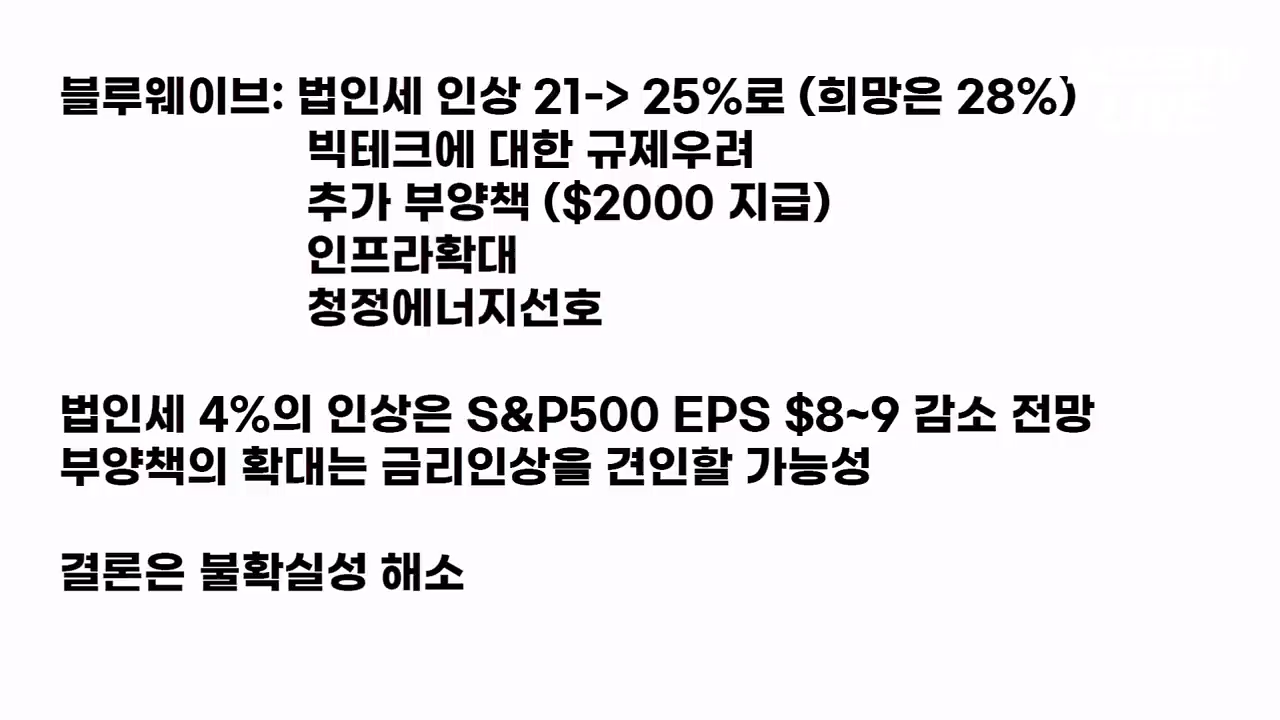 블루웨이브: 법인세 인상 21-> 25%로 (희망은 28%)
빅테크에 대한 규제우려
추가 부양책 ($2000 지급)
인프라확대
청정에너지선호
법인세 4%의 인상은 S&P500 EPS $8~9 감소 전망
부양책의 확대는 금리인상을 견인할 가능성
결론은 불확실성 해소